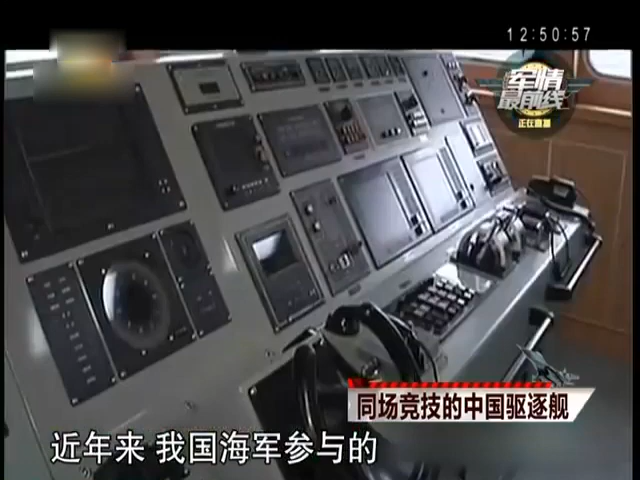 12:50:57
军情
最前线
正在直播
同场竞技的中国驱逐舰
近年来 我国海军参与的